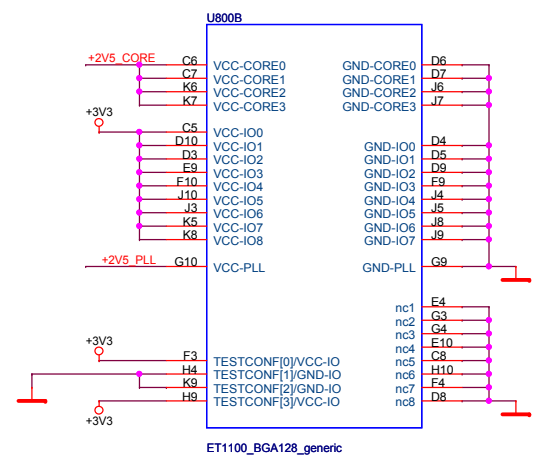 U800B
+2V5_CORE C6 VCC-CORE0 GND-CORE0 D6
C7 VCC-CORE1 GND-CORE1 D7
K6 VCC-CORE2 GND-CORE2 J6
K7 VCC-CORE3 GND-CORE3 J7
+3V3
C5 VCC-IO0
D10 VCC-IO1 GND-IO0 D4
D3 VCC-IO2 GND-IO1 D5
E9 VCC-IO3 GND-IO2 D9
F10 VCC-IO4 GND-IO3 F9
J10 VCC-IO5 GND-IO4 J4
J3 VCC-IO6 GND-IO5 J5
K5 VCC-IO7 GND-IO6 J8
K8 VCC-IO8 GND-IO7 J9
+2V5_PLL G10 VCC-PLL GND-PLL G9
nc1 E4
nc2 G3
nc3 G4
+3V3 nc4 E10
F3 TESTCONF[0]/VCC-IO nc5 C8
H4 TESTCONF[1]/GND-IO nc6 H10
K9 TESTCONF[2]/GND-IO nc7 F4
H9 TESTCONF[3]/VCC-IO nc8 D8
+3V3
ET1100_BGA128_generic